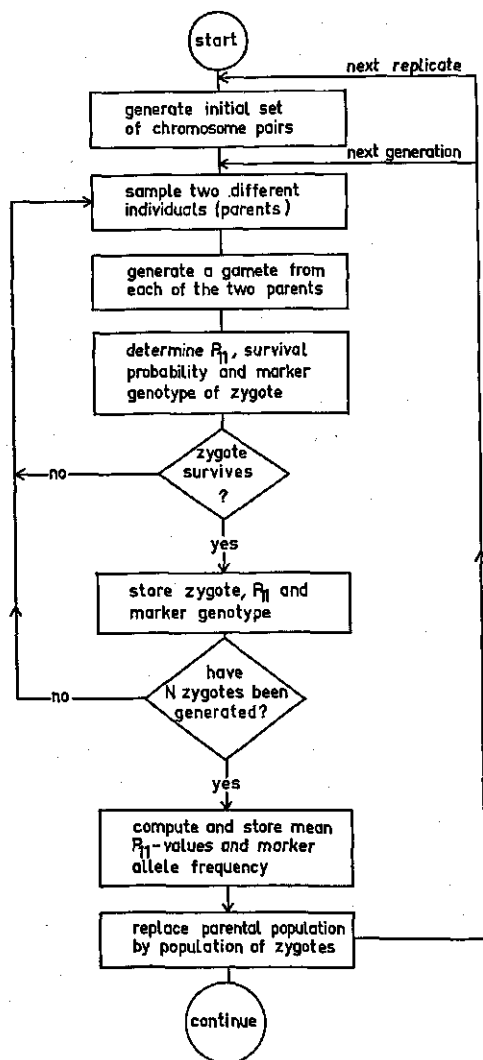 start
next replicate
generate initial set
of chromosome pairs
next generation
sample two different
individuals (parents)
generate a gamete from
each of the two parents
determine P₁₁, survival
probability and marker
genotype of zygote
zygote
survives
?
no
yes
store zygote, P₁₁ and
marker genotype
have
N zygotes been
generated?
no
yes
compute and store mean
P₁₁-values and marker
allele frequency
replace parental population
by population of zygotes
continue